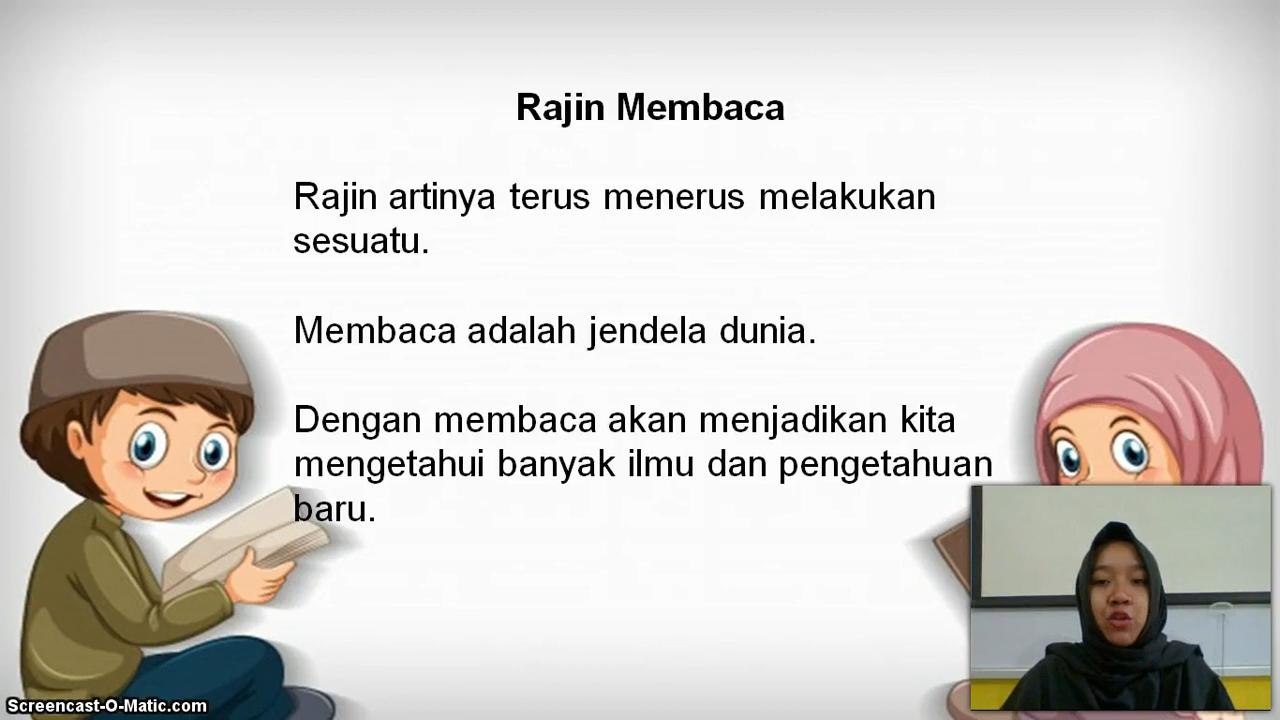 Rajin Membaca
Rajin artinya terus menerus melakukan
sesuatu.
Membaca adalah jendela dunia.
Dengan membaca akan menjadikan kita
mengetahui banyak ilmu dan pengetahuan
baru.
Screencast-O-Matic.com